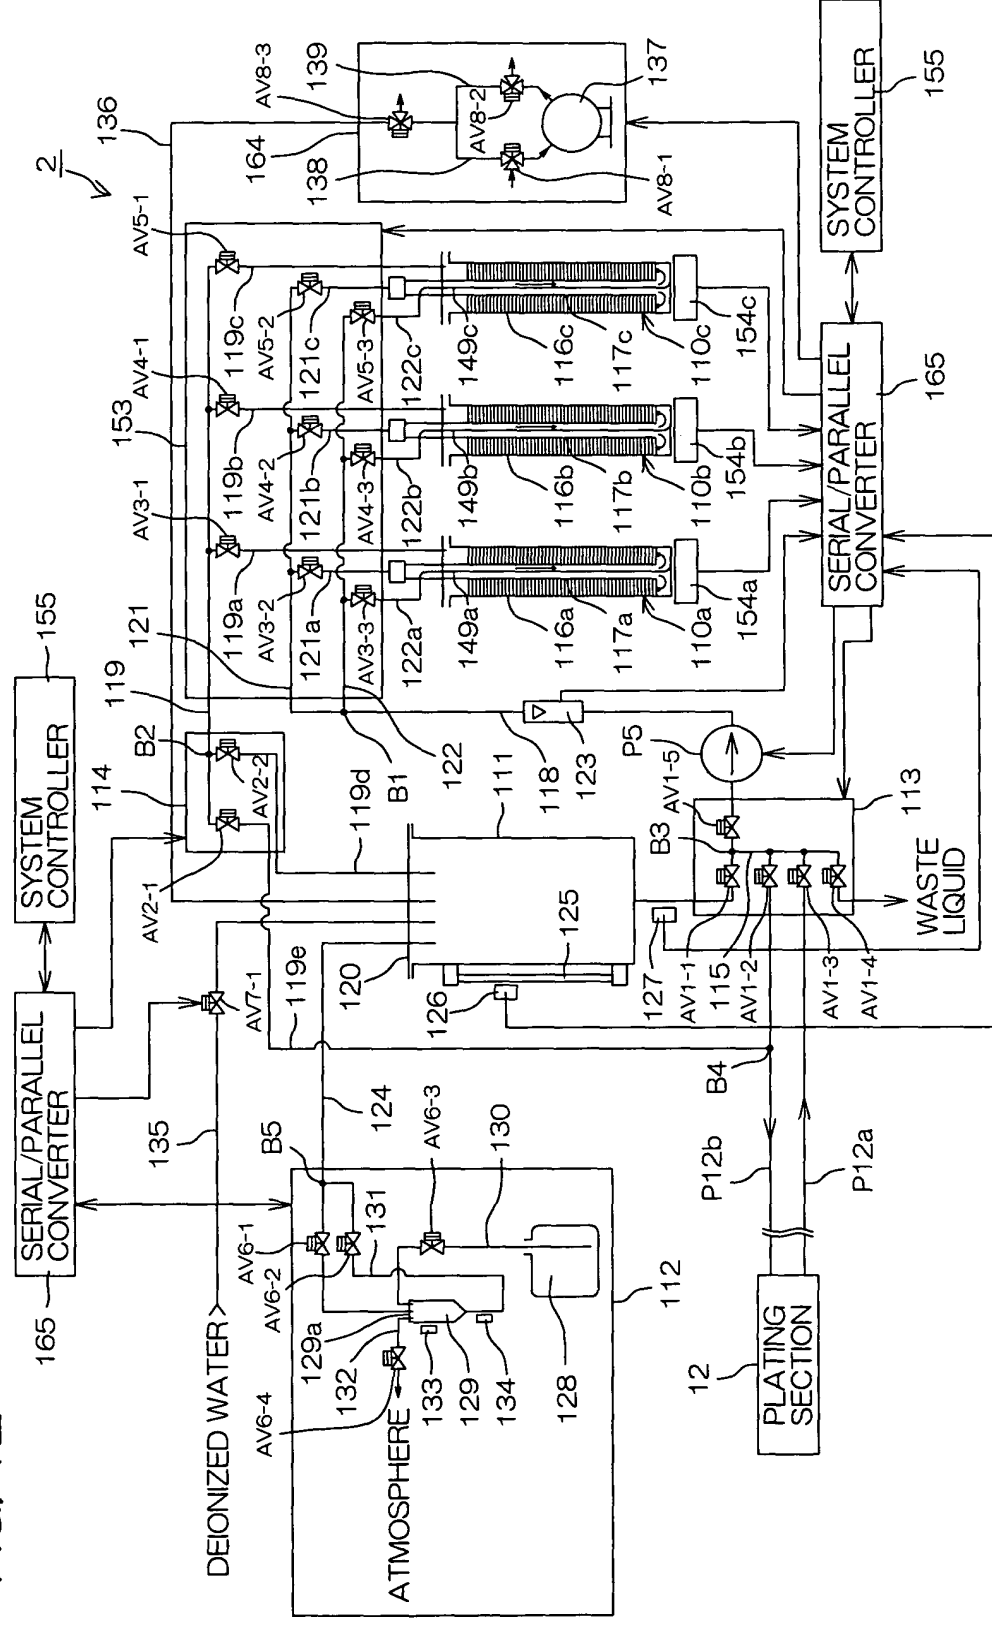 165
SERIAL/PARALLEL
CONVERTER
SYSTEM
CONTROLLER
155
2
136
DEIONIZED WATER
135
AV7-1
AV2-1
114
B2
119
121
153
AV3-1
AV4-1
AV5-1
164
AV8-3
AV6-4
AV6-1
AV6-2
B5
119e
AV2-2
119a
AV3-2
119b
AV4-2
119c
AV5-2
138
139
132
129a
131
124
120
119d
B1
121a
AV3-3
121b
AV4-3
121c
AV5-3
AV8-2
ATMOSPHERE
133
129
134
AV6-3
130
126
122
122a
122b
122c
149a
149b
149c
111
118
123
116a
116b
116c
137
AV8-1
128
125
P5
117a
117b
117c
112
127
AV1-5
B3
110a
110b
110c
12
B4
AV1-1
115
AV1-2
AV1-3
AV1-4
154a
154b
154c
PLATING
SECTION
P12b
P12a
WASTE
LIQUID
113
SERIAL/PARALLEL
CONVERTER
165
SYSTEM
CONTROLLER
155